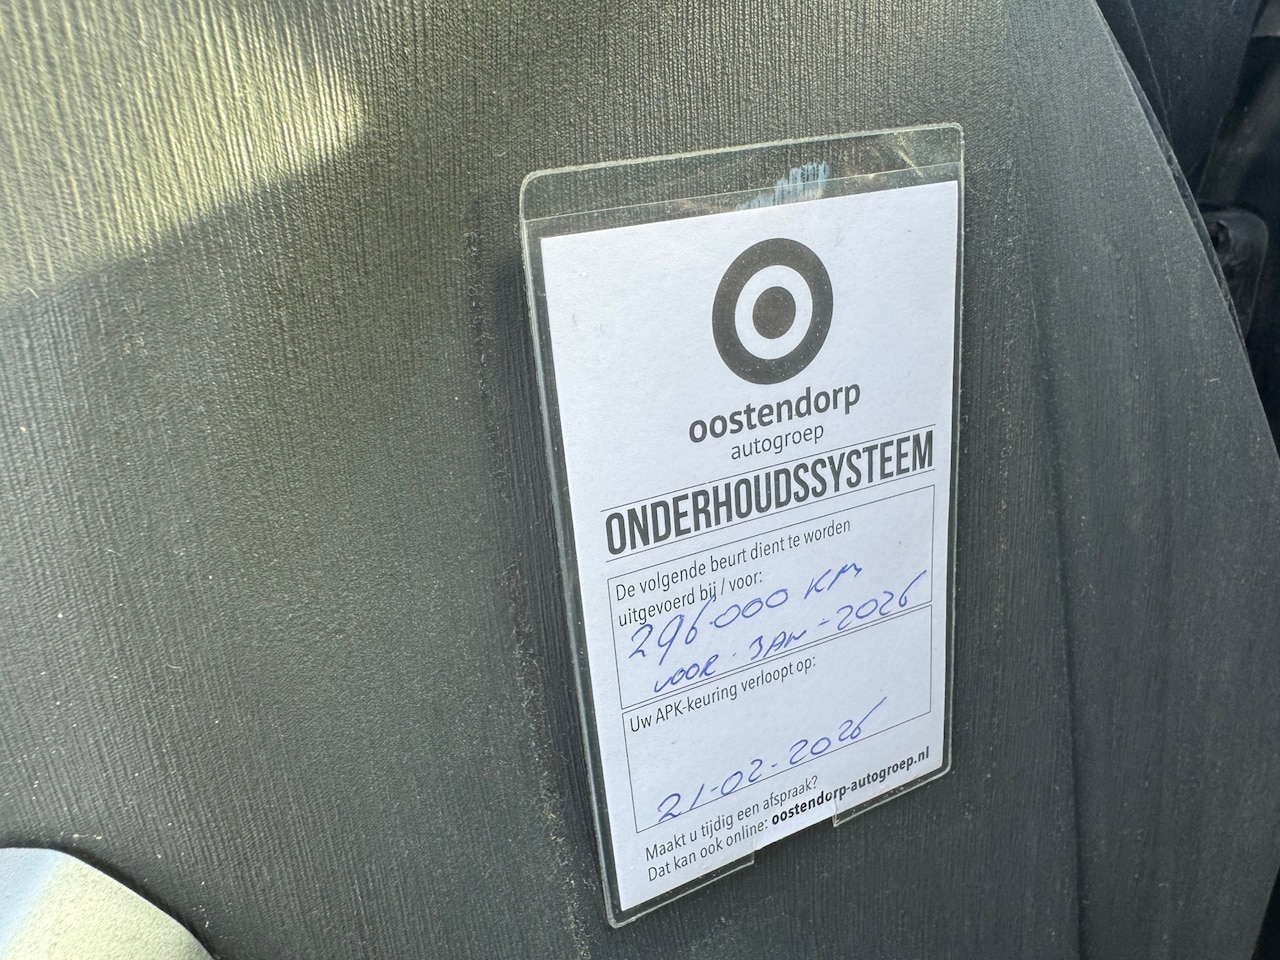 oostendorp
autogroep
ONDERHOUDSSYSTEEM
De volgende beurt dient te worden
uitgevoerd bij / voor:
296.000 KM
VOOR - JAN - 2026
Uw APK-keuring verloopt op:
21-02-2026
Maakt u tijdig een afspraak?
Dat kan ook online: oostendorp-autogroep.nl